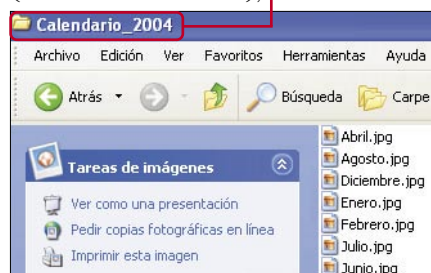 Calendario_2004
Archivo Edición Ver Favoritos Herramientas Ayuda
Atrás Búsqueda Carpe
Tareas de imágenes
Ver como una presentación
Pedir copias fotográficas en línea
Imprimir esta imagen
Abril.jpg
Agosto.jpg
Diciembre.jpg
Enero.jpg
Febrero.jpg
Julio.jpg
Junio.jpg